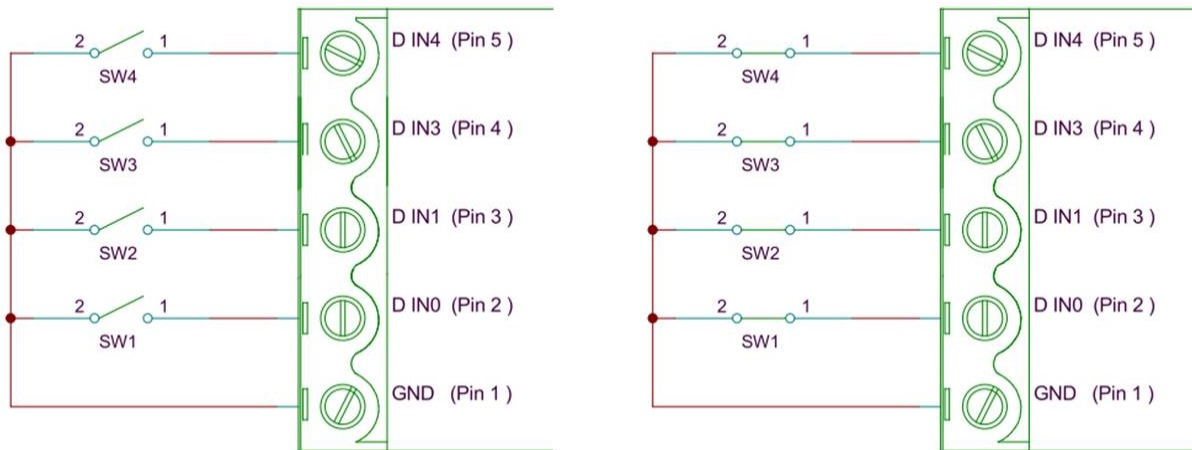 2 1 D IN4 (Pin 5 )
SW4
2 1 D IN3 (Pin 4 )
SW3
2 1 D IN1 (Pin 3 )
SW2
2 1 D IN0 (Pin 2 )
SW1
GND (Pin 1 )
2 1 D IN4 (Pin 5 )
SW4
2 1 D IN3 (Pin 4 )
SW3
2 1 D IN1 (Pin 3 )
SW2
2 1 D IN0 (Pin 2 )
SW1
GND (Pin 1 )